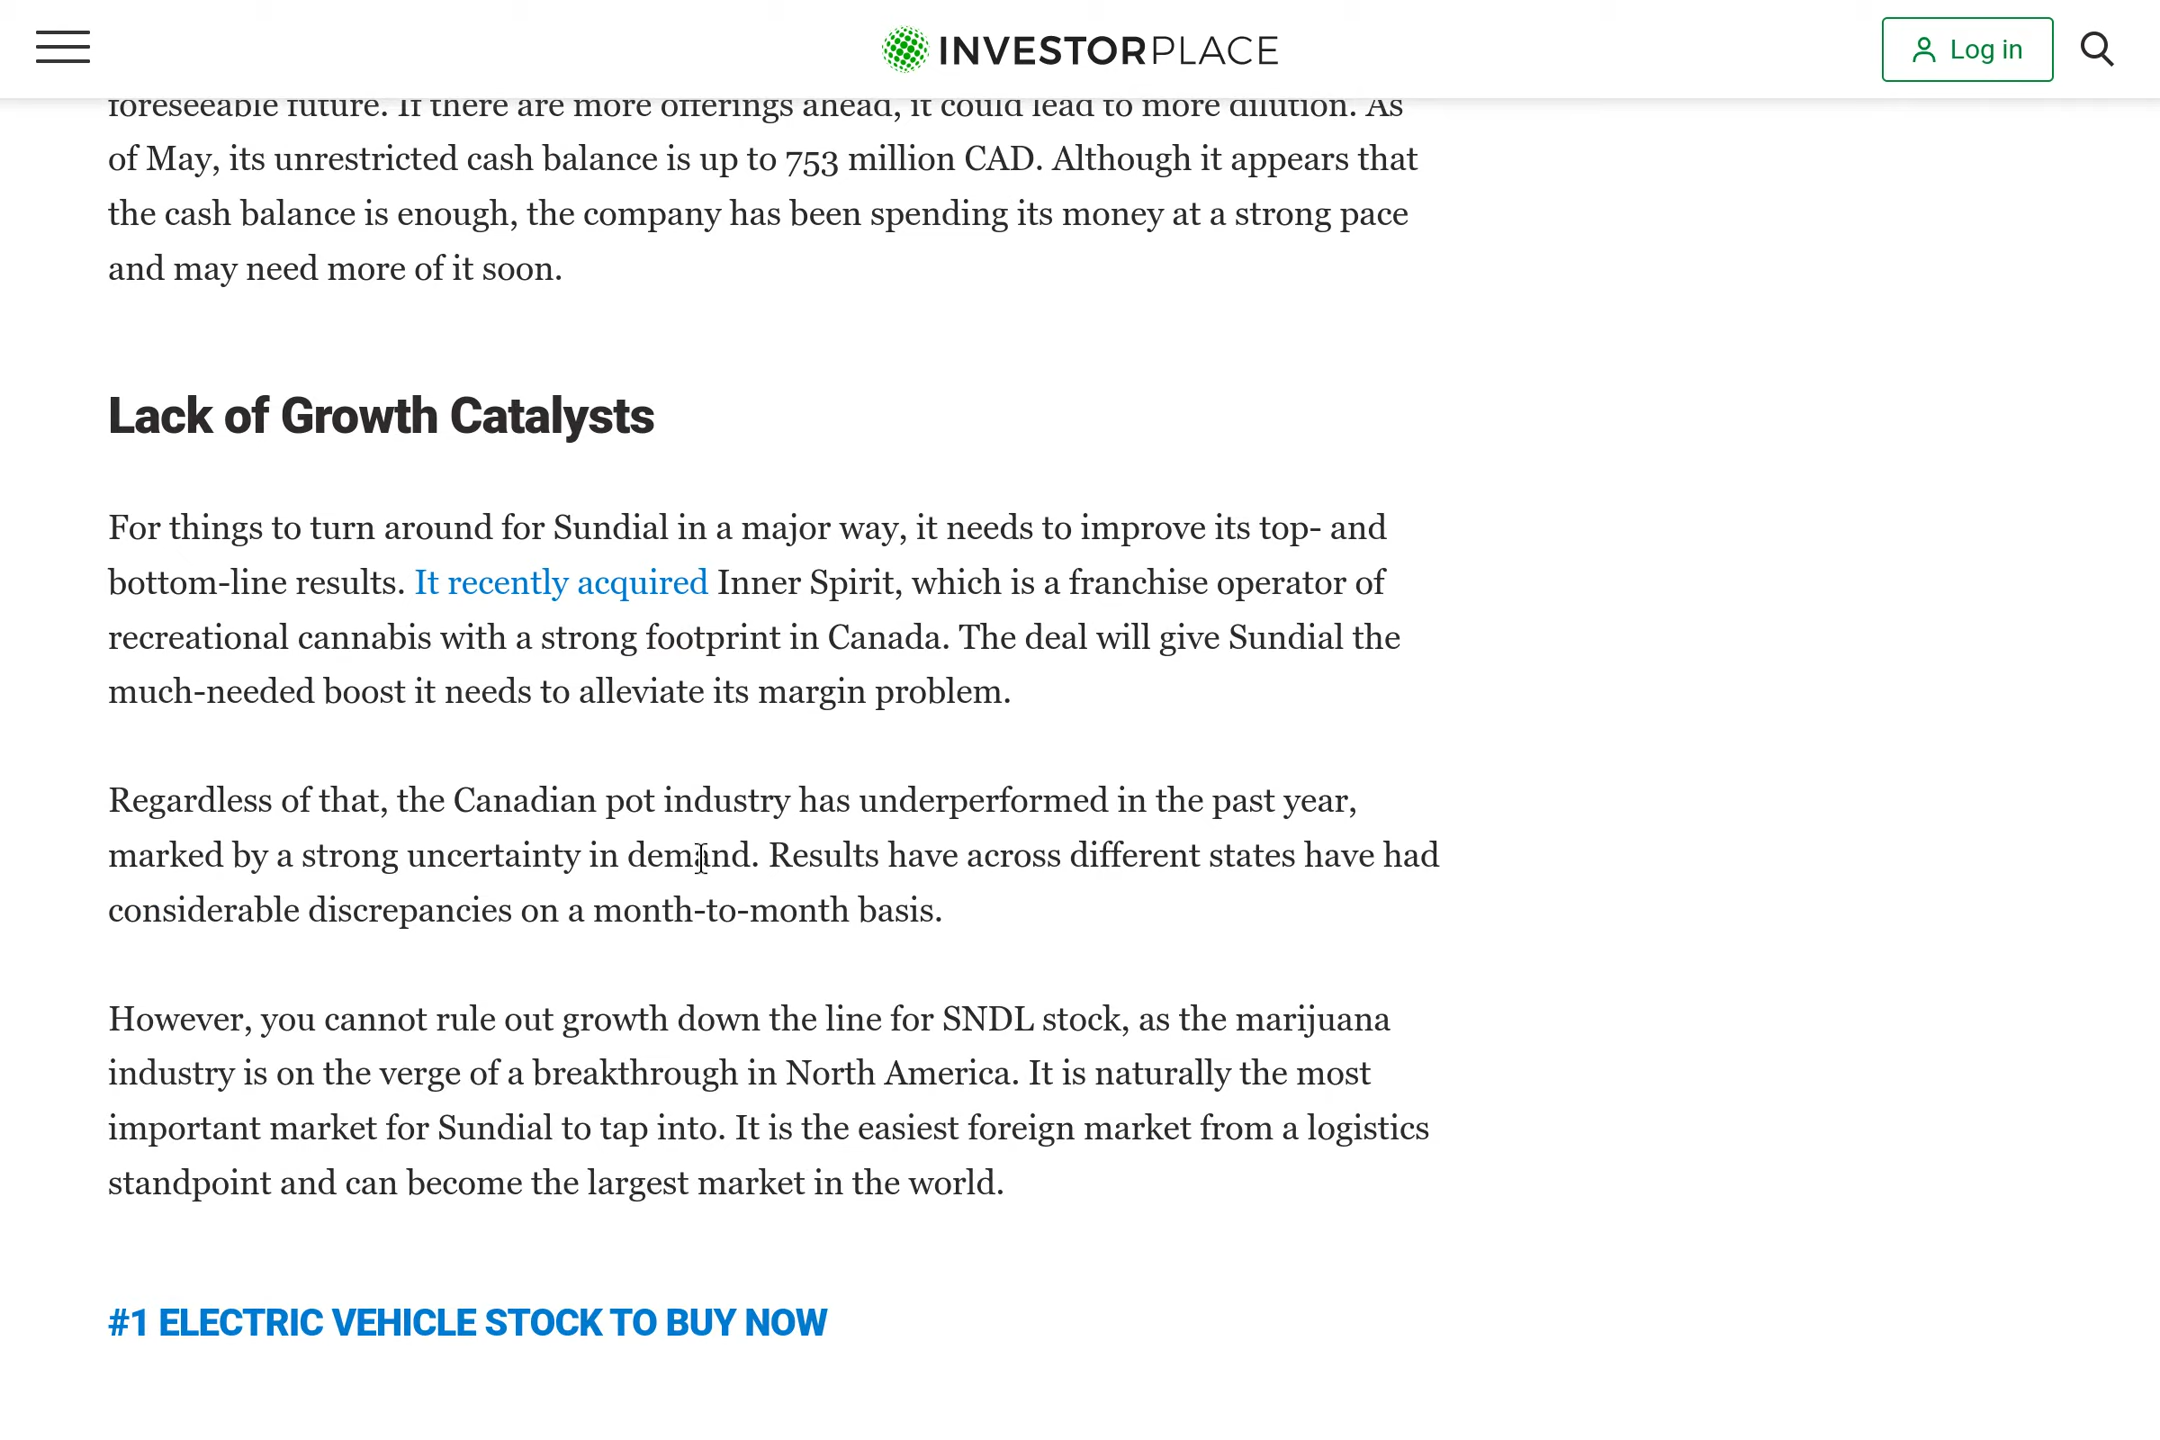 INVESTORPLACE
Log in
foreseeable future. If there are more offerings ahead, it could lead to more dilution. As
of May, its unrestricted cash balance is up to 753 million CAD. Although it appears that
the cash balance is enough, the company has been spending its money at a strong pace
and may need more of it soon.
Lack of Growth Catalysts
For things to turn around for Sundial in a major way, it needs to improve its top- and
bottom-line results. It recently acquired Inner Spirit, which is a franchise operator of
recreational cannabis with a strong footprint in Canada. The deal will give Sundial the
much-needed boost it needs to alleviate its margin problem.
Regardless of that, the Canadian pot industry has underperformed in the past year,
marked by a strong uncertainty in demand. Results have across different states have had
considerable discrepancies on a month-to-month basis.
However, you cannot rule out growth down the line for SNDL stock, as the marijuana
industry is on the verge of a breakthrough in North America. It is naturally the most
important market for Sundial to tap into. It is the easiest foreign market from a logistics
standpoint and can become the largest market in the world.
#1 ELECTRIC VEHICLE STOCK TO BUY NOW